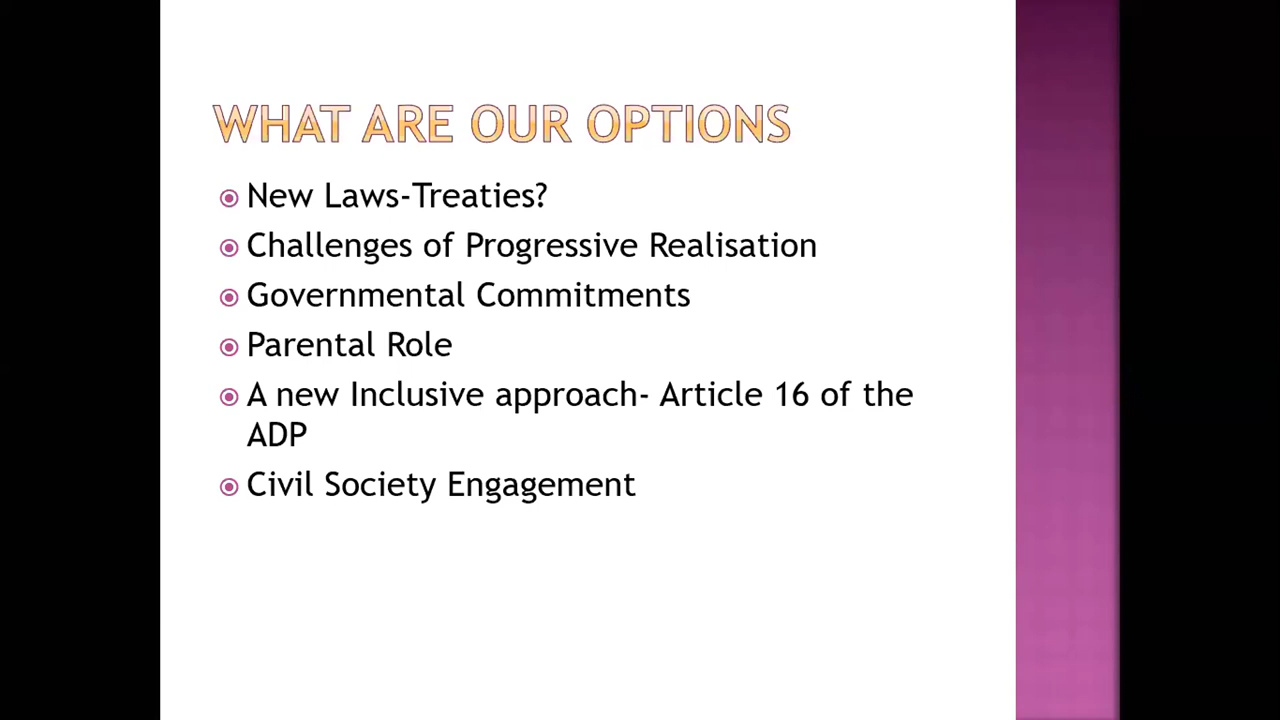 WHAT ARE OUR OPTIONS
New Laws-Treaties?
Challenges of Progressive Realisation
Governmental Commitments
Parental Role
A new Inclusive approach- Article 16 of the
ADP
Civil Society Engagement